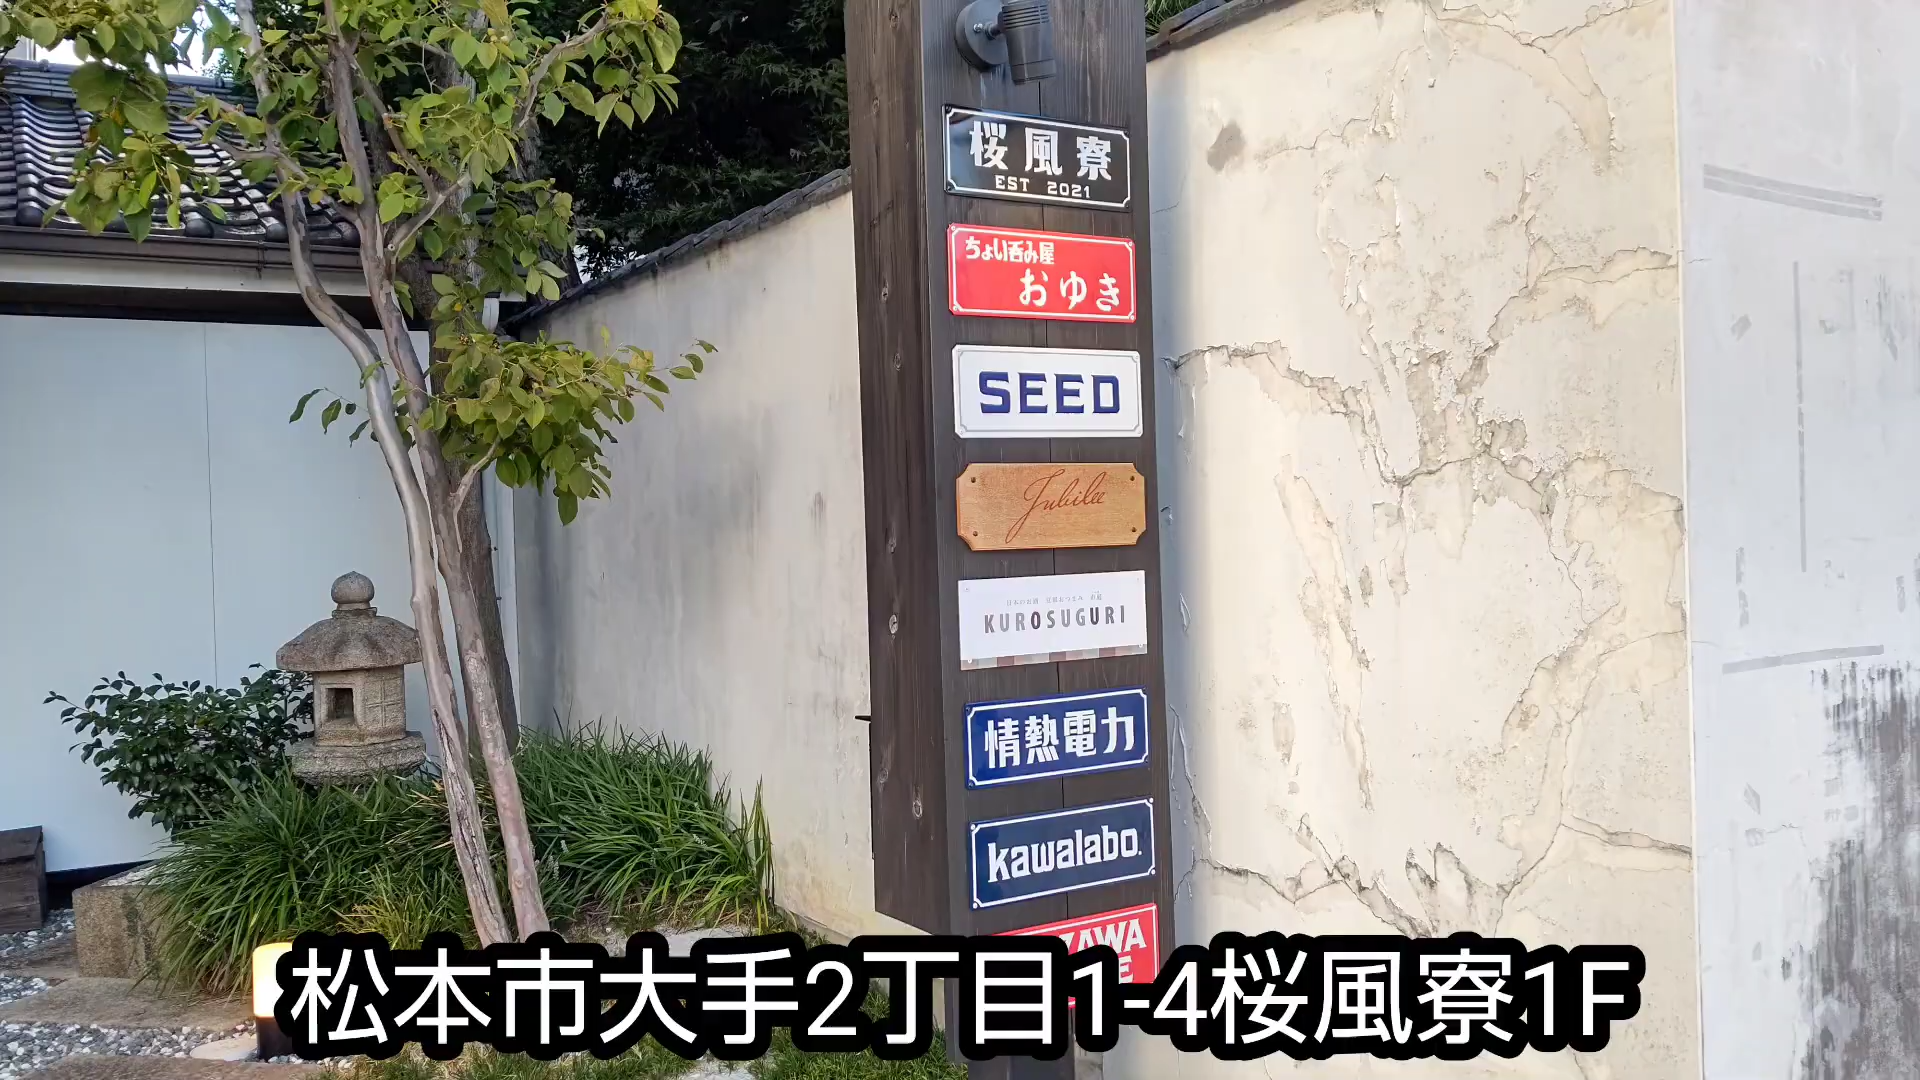 桜風寮
EST 2021
ちょい呑み屋
おゆき
SEED
Jubilee
KUROSUGURI
情熱電力
kawalabo.
ZAWA
E
松本市大手2丁目1-4桜風寮1F